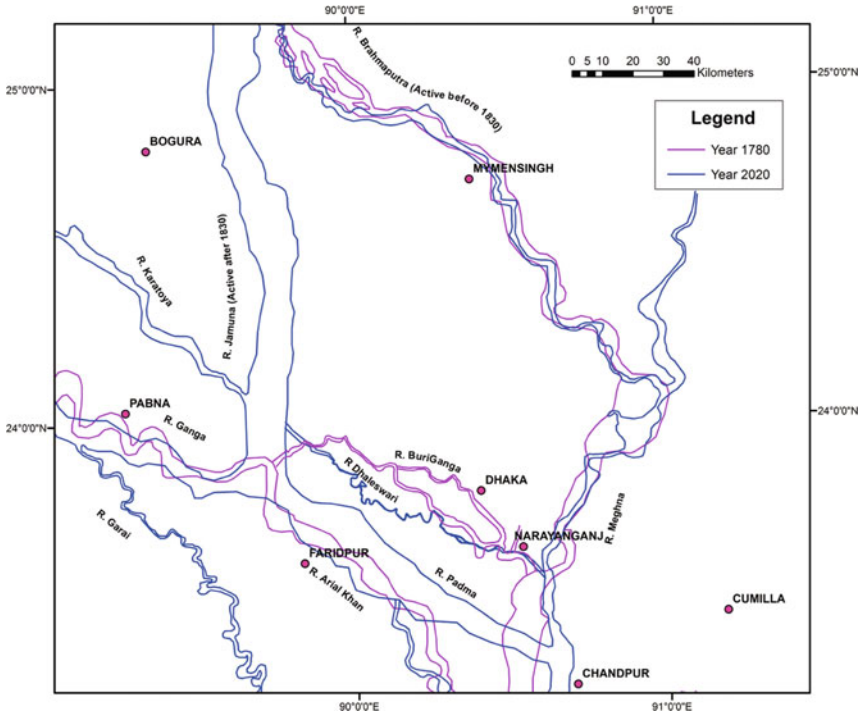 90°0'0"E
91°0'0"E
R. Brahmaputra (Active before 1830)
0 5 10 20 30 40
Kilometers
25°0'0"N
25°0'0"N
Legend
Year 1780
Year 2020
BOGURA
MYMENSINGH
R. Karatoya
R. Jamuna (Active after 1830)
PABNA
R. Ganga
24°0'0"N
24°0'0"N
R. BuriGanga
R Dhaleswari
DHAKA
R. Garai
NARAYANGANJ
R. Meghna
FARIDPUR
R. Arial Khan
R. Padma
CUMILLA
CHANDPUR
90°0'0"E
91°0'0"E